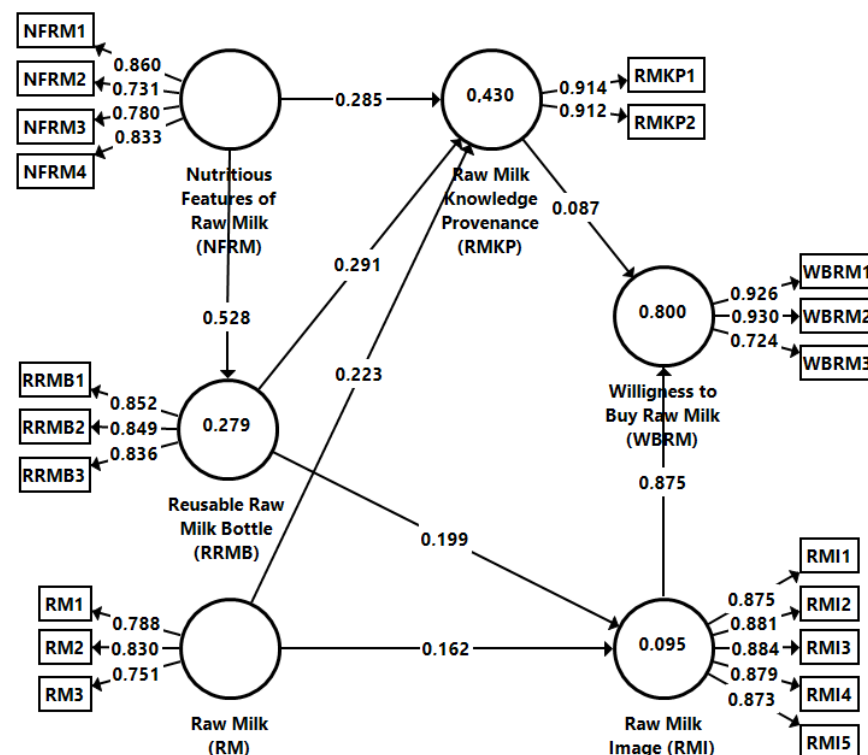 NFRM1
NFRM2
NFRM3
NFRM4
0.860
0.731
0.780
0.833
Nutritious
Features of
Raw Milk
(NFRM)
0.285
0,430
Raw Milk
Knowledge
Provenance
(RMKP)
0.914
0.912
RMKP1
RMKP2
0.528
0.291
0.223
0.087
0.800
Willigness to
Buy Raw Milk
(WBRM)
0.926
0.930
0.724
WBRM1
WBRM2
WBRM3
RRMB1
RRMB2
RRMB3
0.852
0.849
0.836
0.279
Reusable Raw
Milk Bottle
(RRMB)
0.199
0.875
RM1
RM2
RM3
0.788
0.830
0.751
Raw Milk
(RM)
0.162
0.095
Raw Milk
Image (RMI)
0.875
0.881
0.884
0.879
0.873
RMI1
RMI2
RMI3
RMI4
RMI5